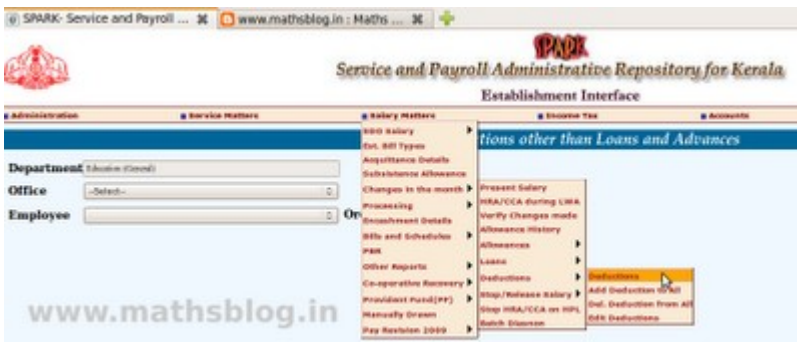 SPARK- Service and Payroll ...
www.mathsblog.in : Maths ...
SPARK
Service and Payroll Administrative Repository for Kerala
Establishment Interface
Administration
Service Matters
Salary Matters
Income Tax
Accounts
tions other than Loans and Advances
Department Education (General)
Office --Select--
Employee
Or
DDO Salary
Ext. Bill Types
Acquittance Details
Subsistence Allowance
Changes in the month
Processing
Encashment Details
Bills and Schedules
PBR
Other Reports
Co-operative Recovery
Provident Fund(PF)
Manually Drawn
Pay Revision 2009
Present Salary
HRA/CCA during LWA
Verify Changes made
Allowance History
Allowances
Loans
Deductions
Stop/Release Salary
Stop HRA/CCA on HPL
Batch Diesnon
Deductions
Add Deduction to All
Del. Deduction from All
Edit Deductions
www.mathsblog.in